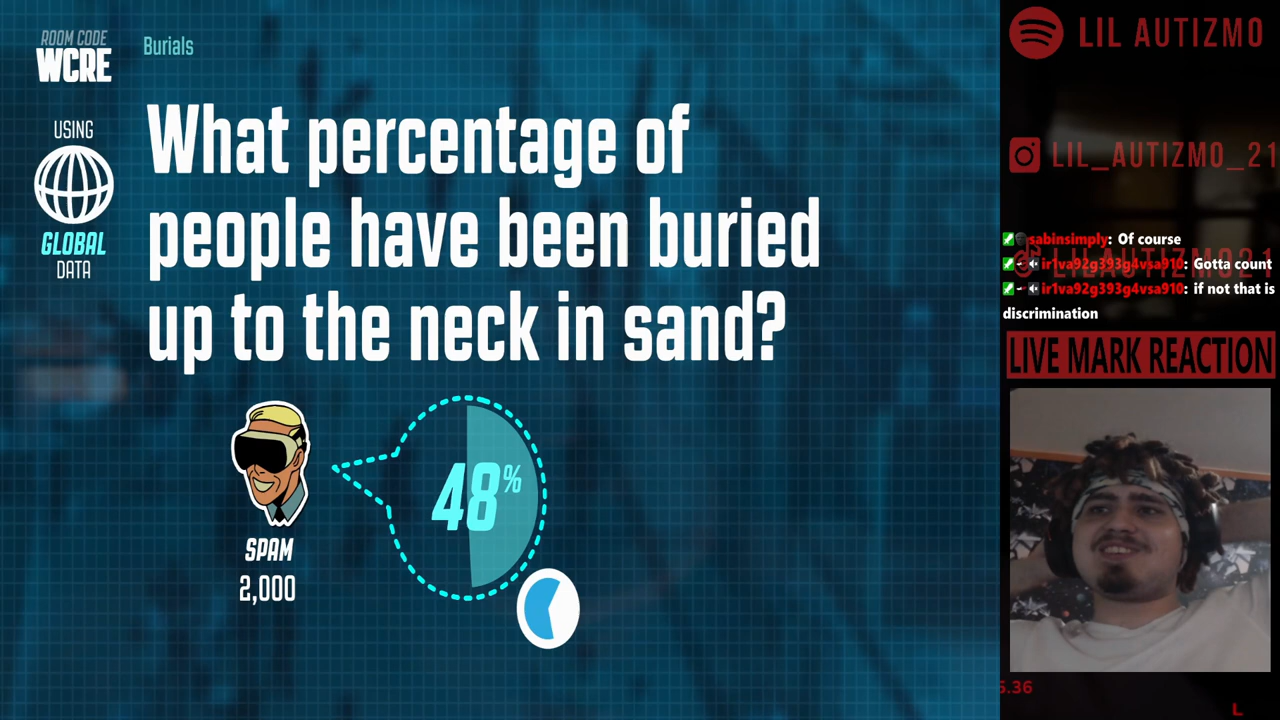 ROOM CODE
WCRE
Burials
USING
GLOBAL
DATA
What percentage of
people have been buried
up to the neck in sand?
48%
SPAM
2,000
LIL AUTIZMO
LIL_AUTIZMO_21
sabinsimply: Of course
ir1va92g393g4vsa910: Gotta count
ir1va92g393g4vsa910: if not that is
discrimination
LIVE MARK REACTION
5.36
L